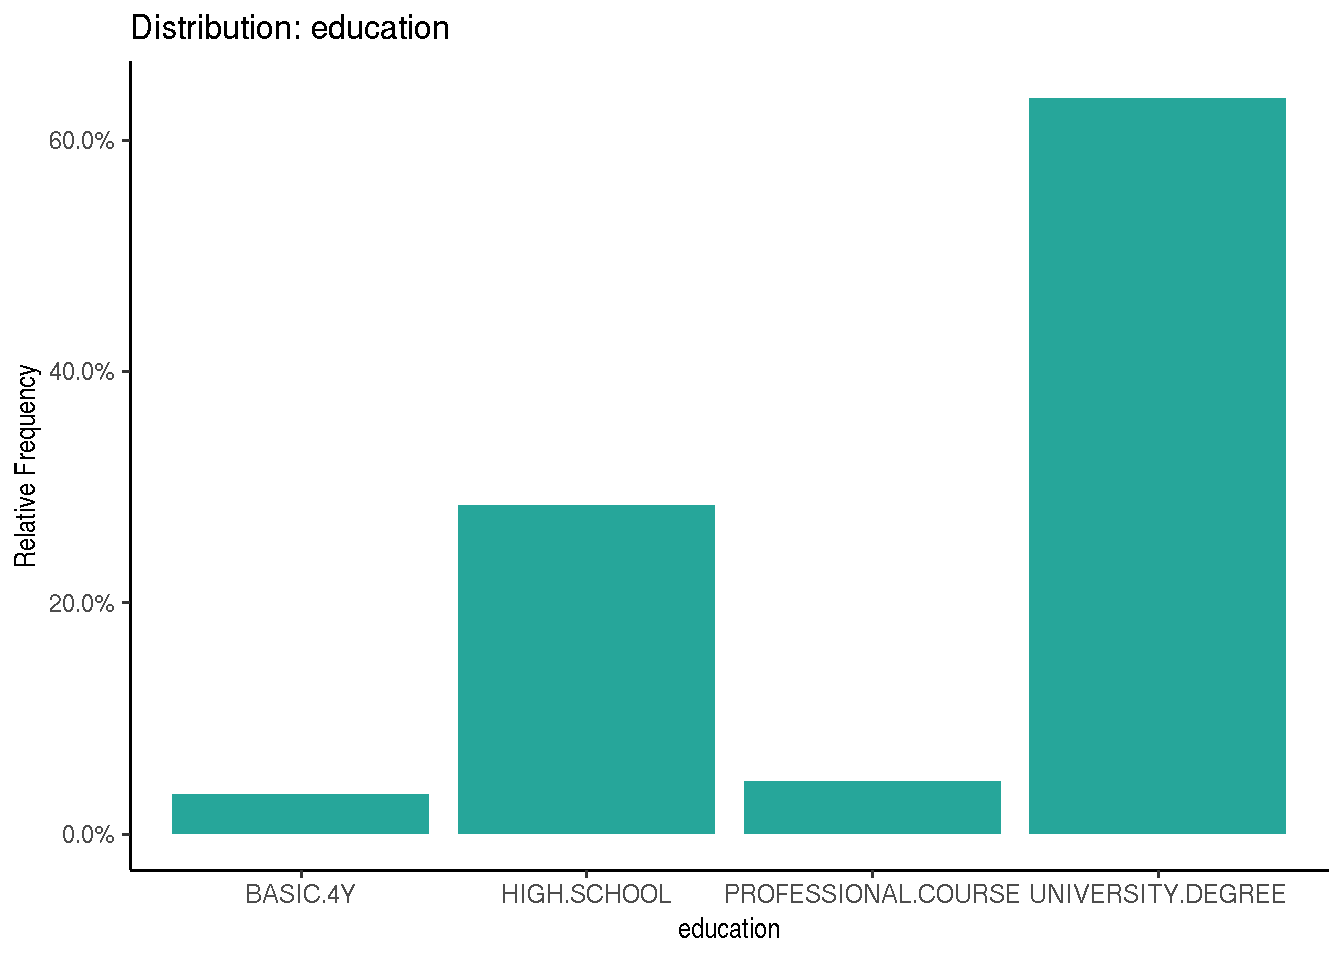 Distribution: education
Relative Frequency
60.0%
40.0%
20.0%
0.0%
BASIC.4Y HIGH.SCHOOL PROFESSIONAL.COURSE UNIVERSITY.DEGREE
education